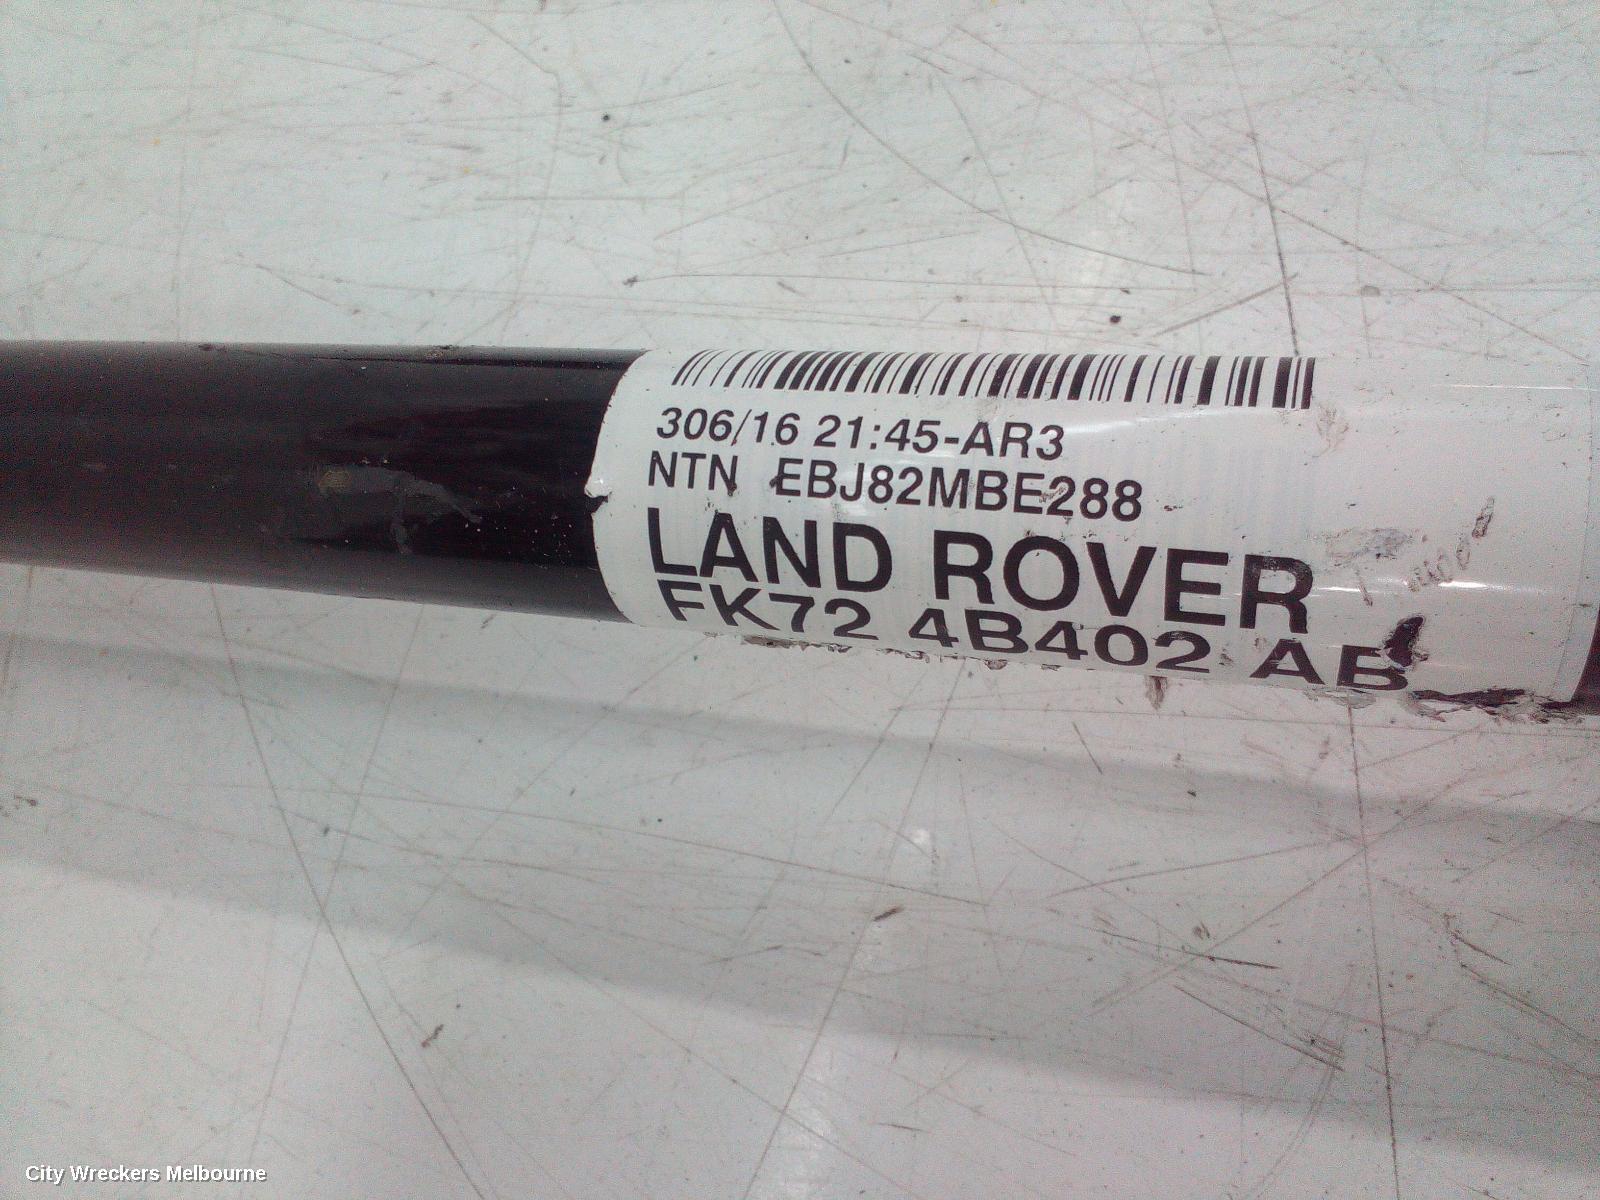 306/16 21:45-AR3
NTN EBJ82MBE288
LAND ROVER
FK72 4B402 AB
City Wreckers Melbourne